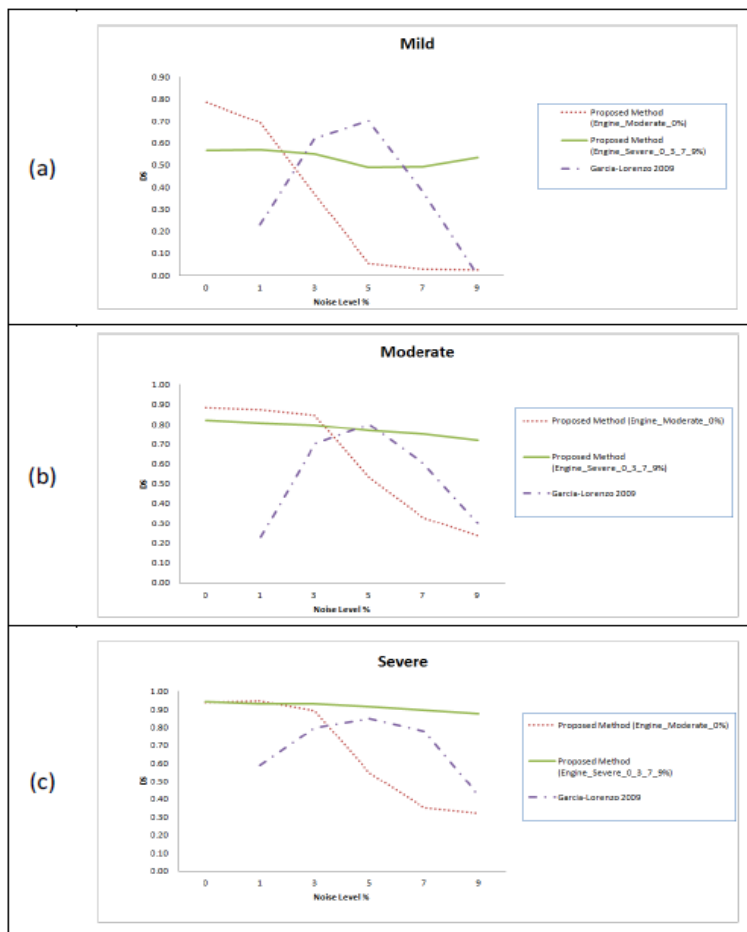 (a)
Mild
0.90
0.80
0.70
0.60
0.50
0.40
0.30
0.20
0.10
0.00
DS
0 1 3 5 7 9
Noise Level %
Proposed Method
(Engine_Moderate_0%)
Proposed Method
(Engine_Severe_0_3_7_9%)
Garcia-Lorenzo 2009
(b)
Moderate
1.00
0.90
0.80
0.70
0.60
0.50
0.40
0.30
0.20
0.10
0.00
DS
0 1 3 5 7 9
Noise Level %
Proposed Method (Engine_Moderate_0%)
Proposed Method
(Engine_Severe_0_3_7_9%)
Garcia-Lorenzo 2009
(c)
Severe
1.00
0.90
0.80
0.70
0.60
0.50
0.40
0.30
0.20
0.10
0.00
DS
0 1 3 5 7 9
Noise Level %
Proposed Method (Engine_Moderate_0%)
Proposed Method
(Engine_Severe_0_3_7_9%)
Garcia-Lorenzo 2009